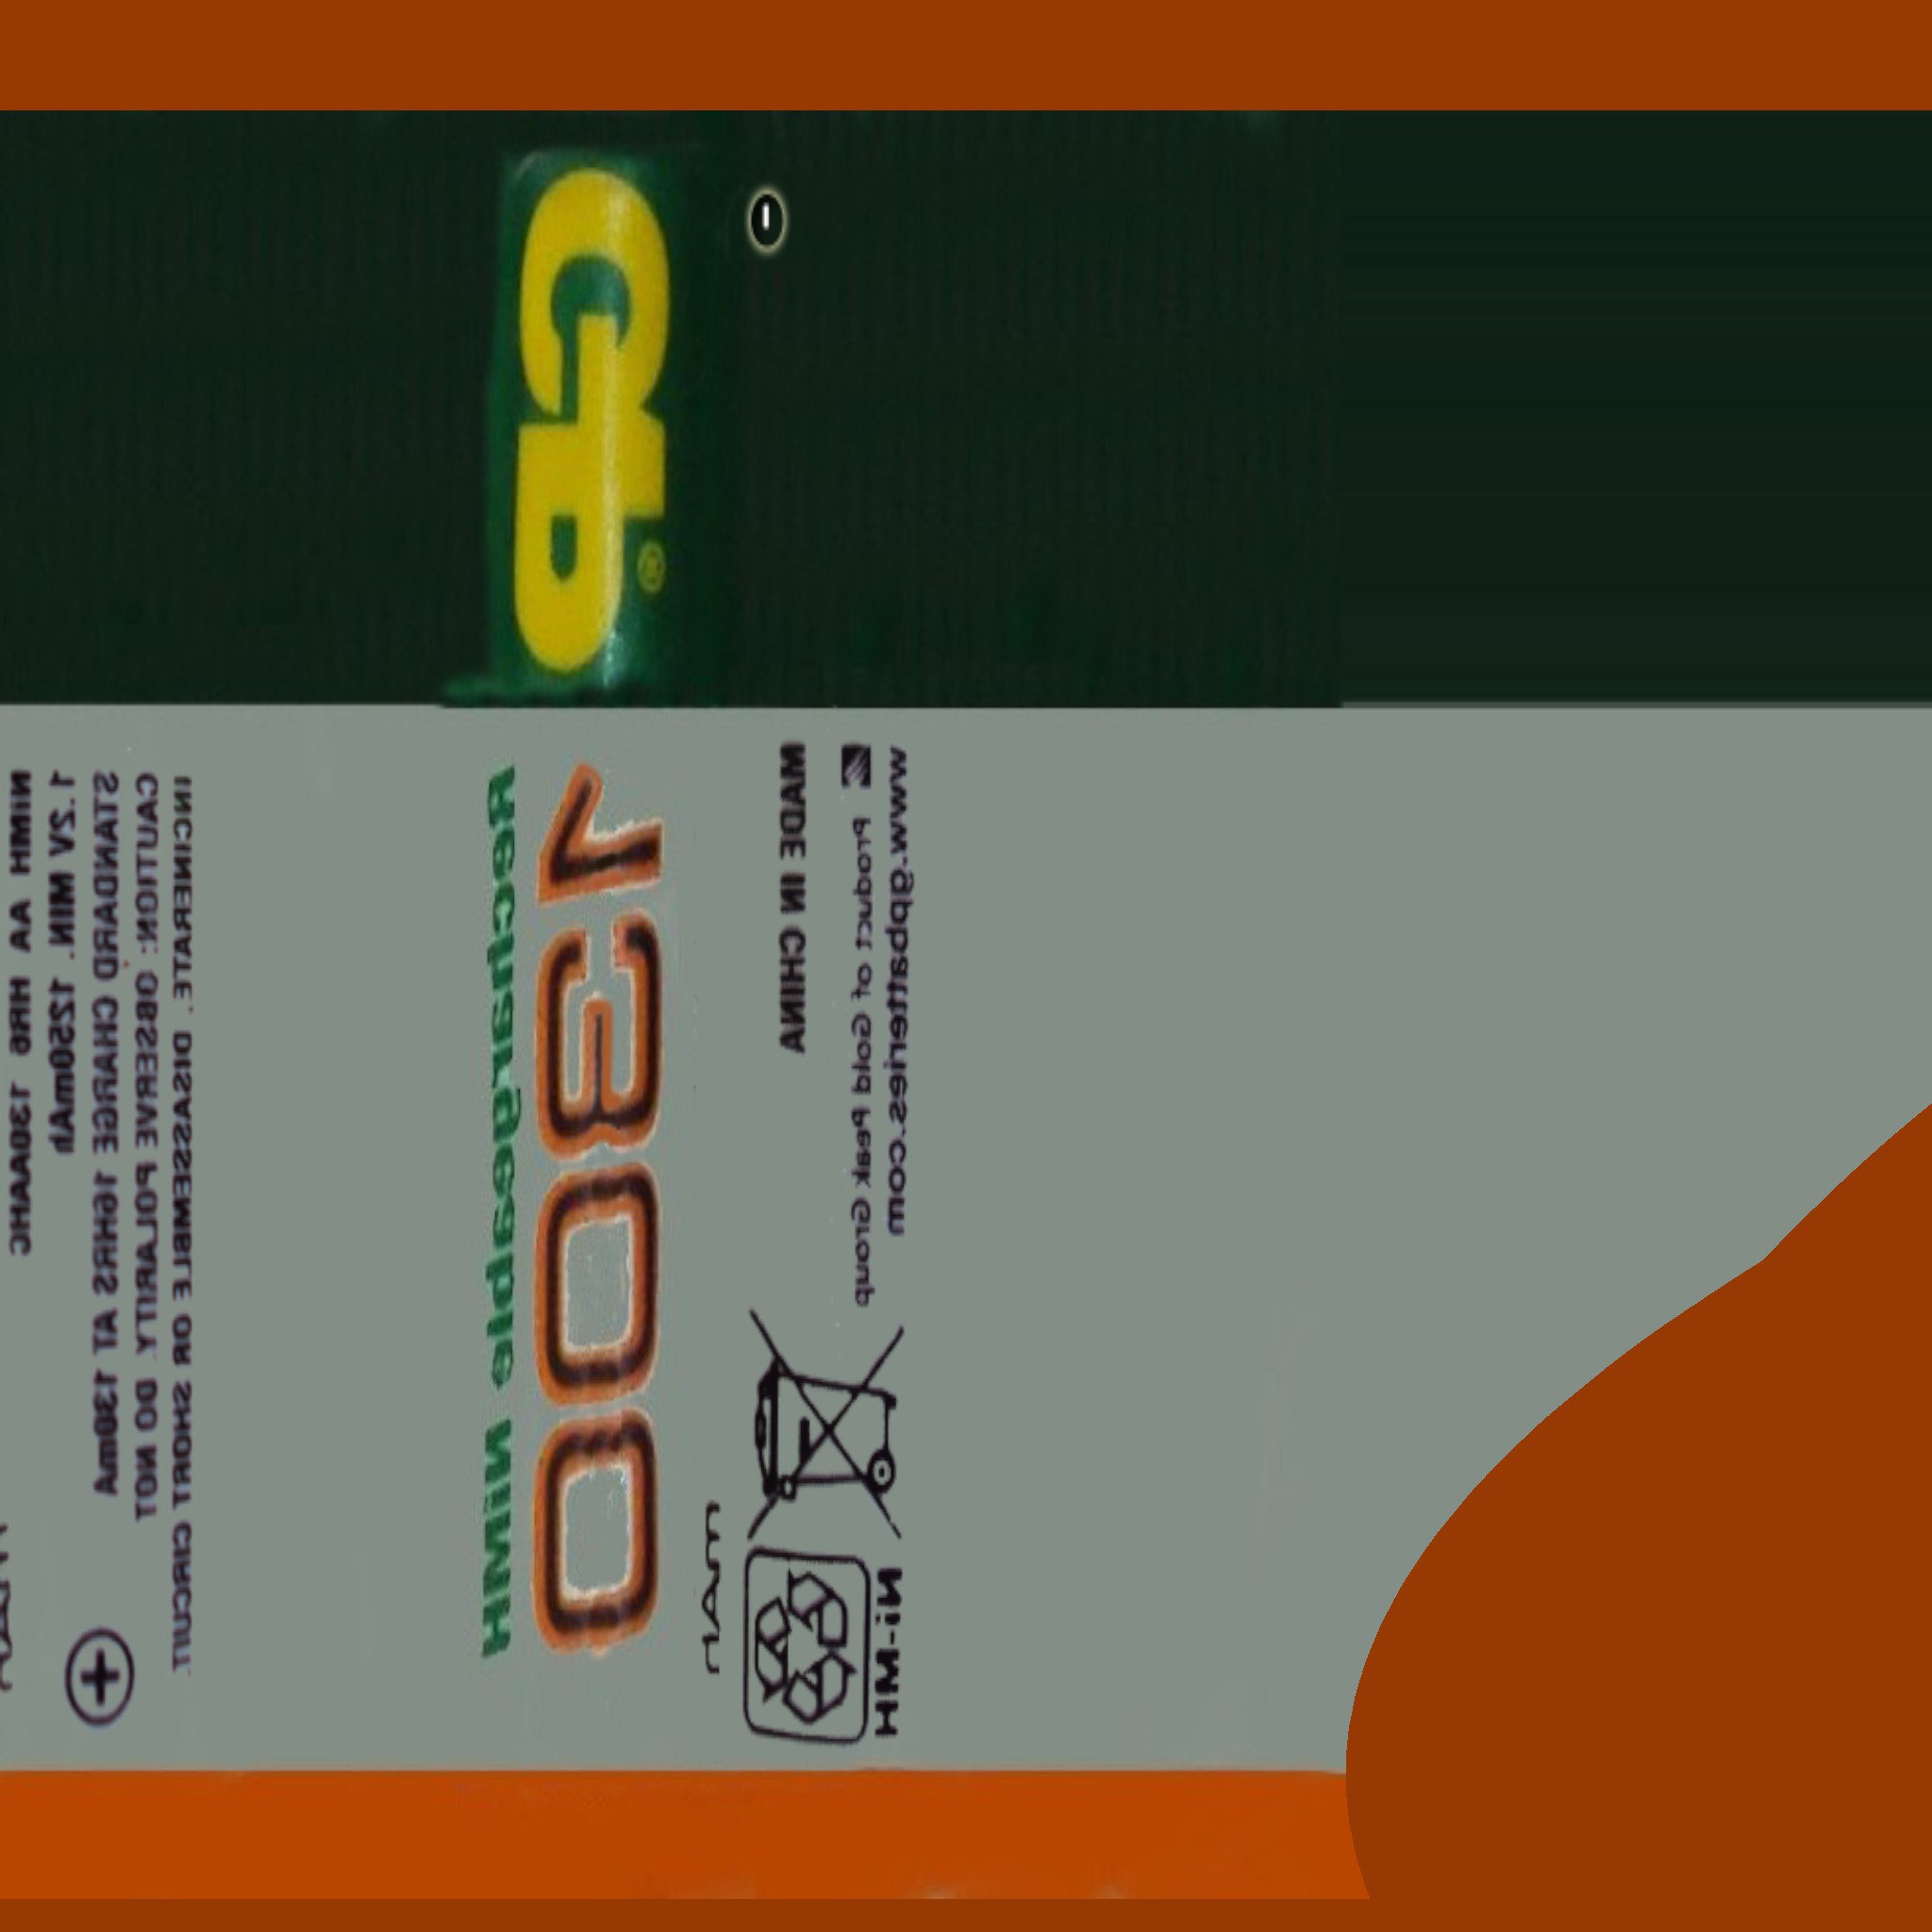 GP®
Rechargeable NiMH
1300
mAh
NiMH AA HR6 130AAHC
1.2V MIN. 1250mAh
STANDARD CHARGE 16HRS AT 130mA
CAUTION: OBSERVE POLARITY. DO NOT
INCINERATE. DISASSEMBLE OR SHORT CIRCUIT.
MADE IN CHINA
Product of Gold Peak Group
www.gpbatteries.com
Ni-MH